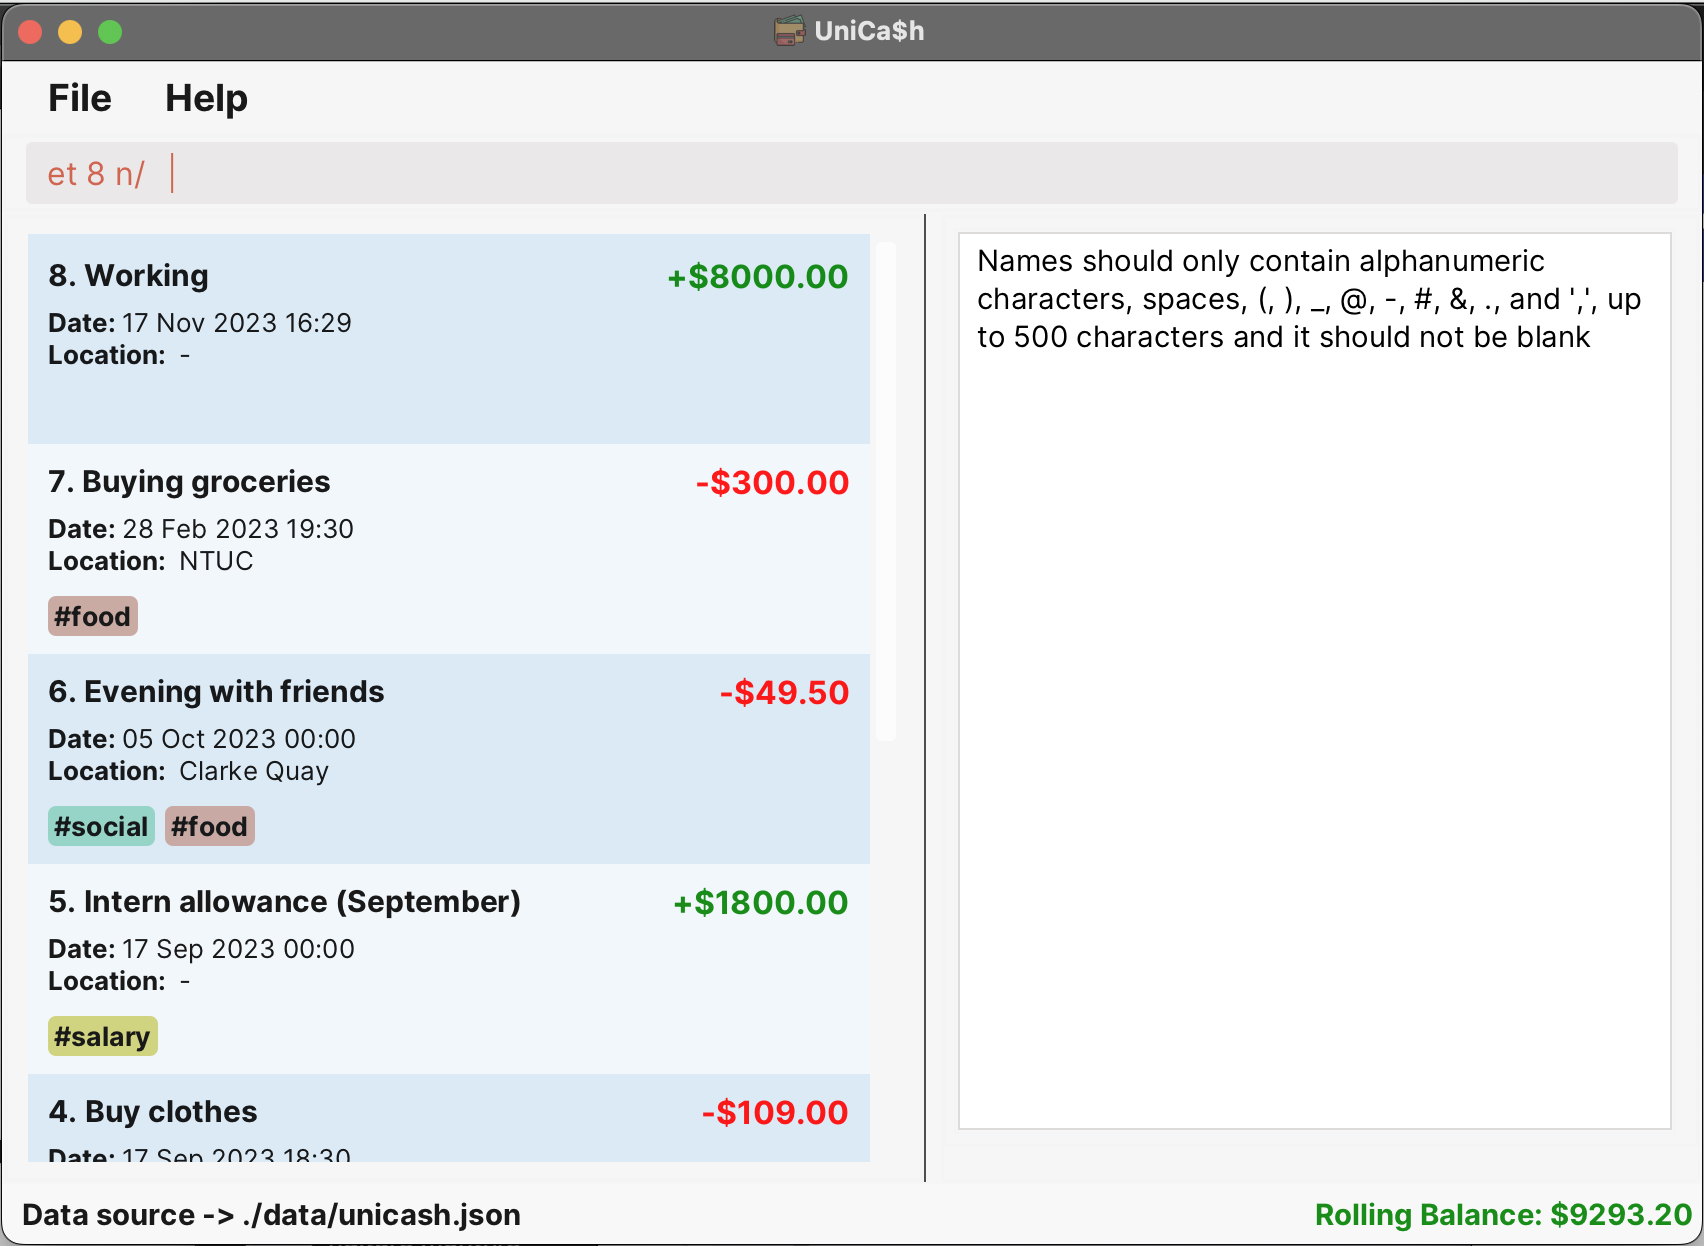 UniCa$h
File Help
et 8 n/
8. Working +$8000.00
Date: 17 Nov 2023 16:29
Location: -
7. Buying groceries -$300.00
Date: 28 Feb 2023 19:30
Location: NTUC
#food
6. Evening with friends -$49.50
Date: 05 Oct 2023 00:00
Location: Clarke Quay
#social #food
5. Intern allowance (September) +$1800.00
Date: 17 Sep 2023 00:00
Location: -
#salary
4. Buy clothes -$109.00
Date: 17 Sep 2023 18:30
Names should only contain alphanumeric
characters, spaces, (, ), _, @, -, #, &, ., and ',', up
to 500 characters and it should not be blank
Data source -> ./data/unicash.json
Rolling Balance: $9293.20